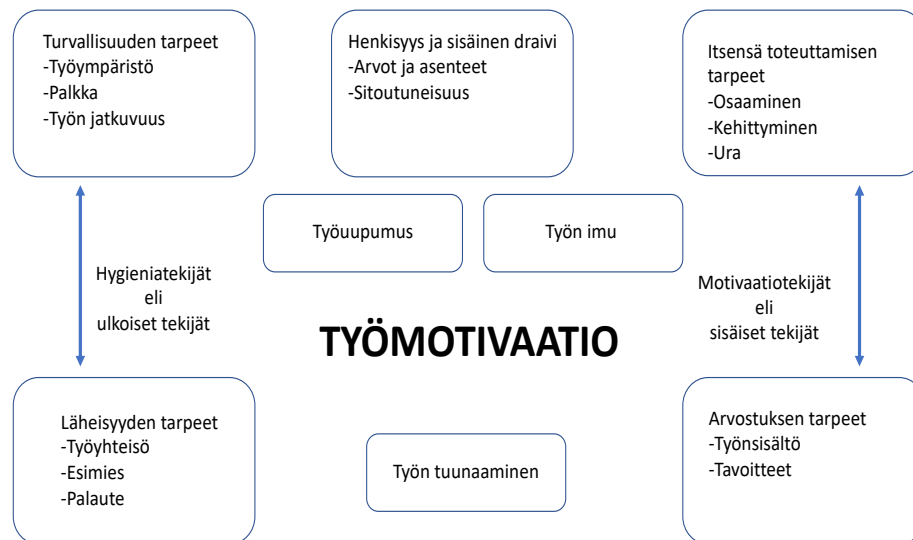 Turvallisuuden tarpeet
-Työympäristö
-Palkka
-Työn jatkuvuus
Henkisyys ja sisäinen draivi
-Arvot ja asenteet
-Sitoutuneisuus
Itsensä toteuttamisen
tarpeet
-Osaaminen
-Kehittyminen
-Ura
Työuupumus
Työn imu
Hygieniatekijät
eli
ulkoiset tekijät
TYÖMOTIVAATIO
Motivaatiotekijät
eli
sisäiset tekijät
Läheisyyden tarpeet
-Työyhteisö
-Esimies
-Palaute
Työn tuunaaminen
Arvostuksen tarpeet
-Työnsisältö
-Tavoitteet